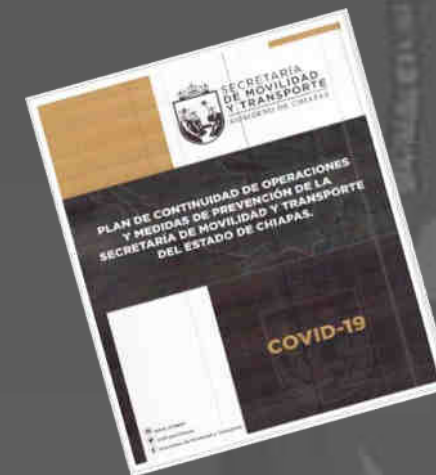 SECRETARÍA
DE MOVILIDAD
Y TRANSPORTE
GOBIERNO DE CHIAPAS
PLAN DE CONTINUIDAD DE OPERACIONES
Y MEDIDAS DE PREVENCIÓN DE LA
SECRETARÍA DE MOVILIDAD Y TRANSPORTE
DEL ESTADO DE CHIAPAS.
COVID-19